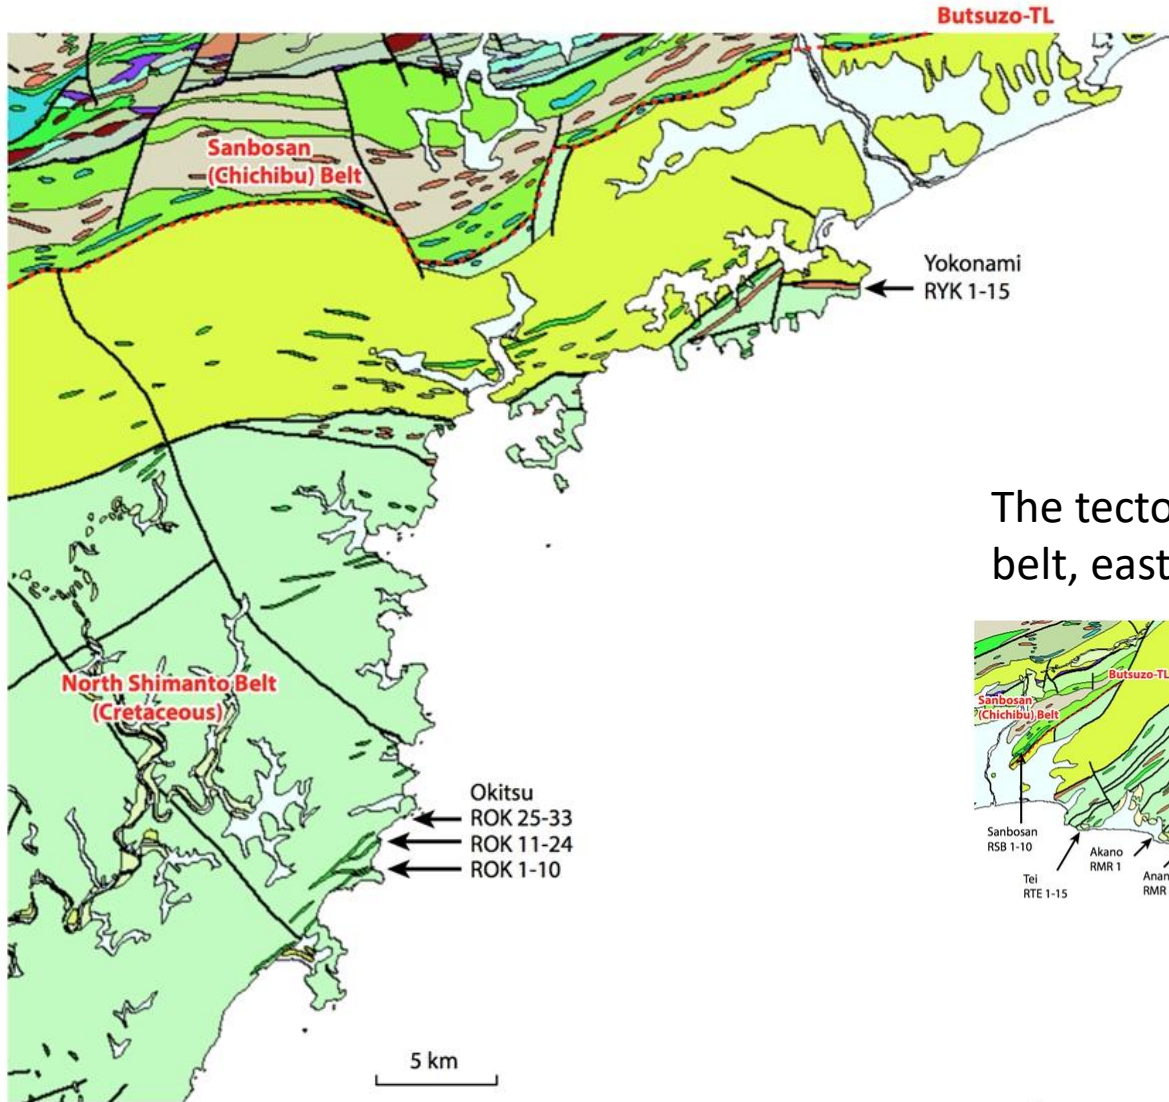 Butsuzo-TL
Sanbosan
(Chichibu) Belt
Yokonami
RYK 1-15
North Shimanto Belt
(Cretaceous)
Okitsu
ROK 25-33
ROK 11-24
ROK 1-10
5 km
The tecto
belt, east
Butsuzo-TL
Sanbosan
(Chichibu) Belt
Sanbosan
RSB 1-10
Tei
RTE 1-15
Akano
RMR 1
Anan
RMR